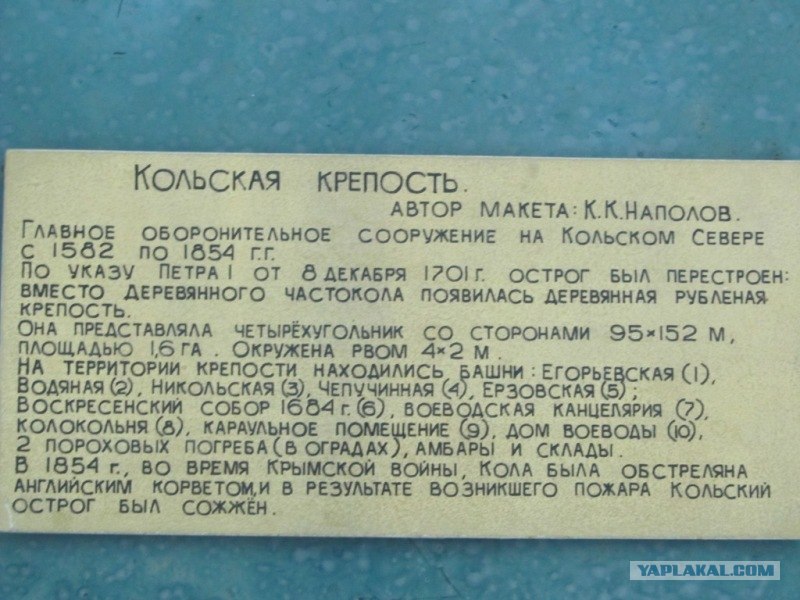 Кольская крепость.
Автор макета: К.К.Наполов.
Главное оборонительное сооружение на Кольском Севере
с 1582 по 1854 г.г.
По указу Петра I от 8 декабря 1701г. острог был перестроен:
вместо деревянного частокола появилась деревянная рубленая
крепость.
Она представляла четырёхугольник со сторонами 95×152 м,
площадью 1,6 га. Окружена рвом 4×2 м.
На территории крепости находились башни: Егорьевская (1),
Водяная (2), Никольская (3), Чепучинная (4), Ерзовская (5);
Воскресенский собор 1684 г. (6), воеводская канцелярия (7),
колокольня (8), караульное помещение (9), дом воеводы (10),
2 пороховых погреба (в оградах), амбары и склады.
В 1854 г., во время Крымской войны, Кола была обстреляна
английским корветом, и в результате возникшего пожара Кольский
острог был сожжён.
YAPLAKAL.COM